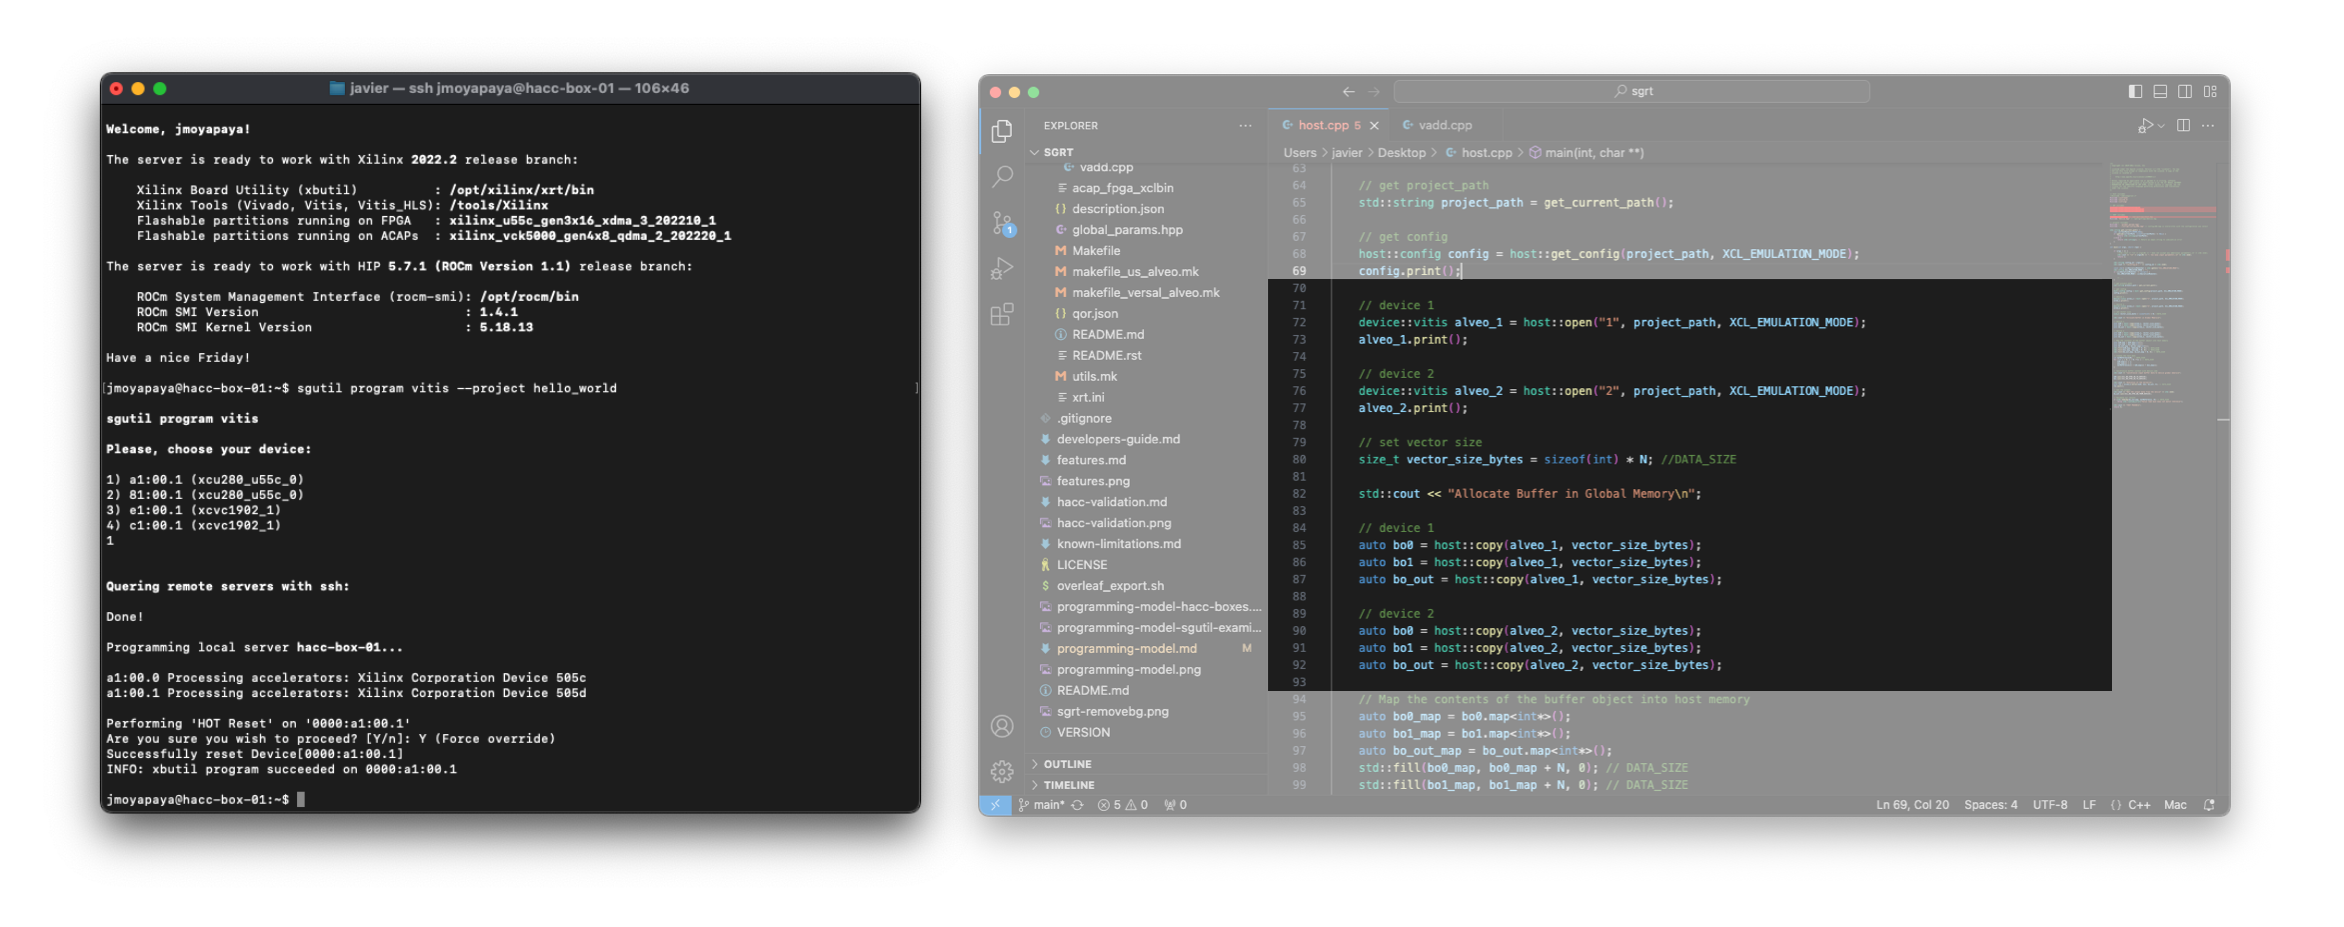 javier — ssh jmoyapaya@hacc-box-01 — 106×46
Welcome, jmoyapaya!
The server is ready to work with Xilinx 2022.2 release branch:
Xilinx Board Utility (xbutil) : /opt/xilinx/xrt/bin
Xilinx Tools (Vivado, Vitis, Vitis_HLS): /tools/Xilinx
Flashable partitions running on FPGA : xilinx_u55c_gen3x16_xdma_3_202210_1
Flashable partitions running on ACAPs : xilinx_vck5000_gen4x8_qdma_2_202220_1
The server is ready to work with HIP 5.7.1 (ROCm Version 1.1) release branch:
ROCm System Management Interface (rocm-smi): /opt/rocm/bin
ROCm SMI Version : 1.4.1
ROCm SMI Kernel Version : 5.18.13
Have a nice Friday!
[jmoyapaya@hacc-box-01:~$ sgutil program vitis --project hello_world ]
sgutil program vitis
Please, choose your device:
1) a1:00.1 (xcu280_u55c_0)
2) 81:00.1 (xcu280_u55c_0)
3) e1:00.1 (xcvc1902_1)
4) c1:00.1 (xcvc1902_1)
1
Quering remote servers with ssh:
Done!
Programming local server hacc-box-01...
a1:00.0 Processing accelerators: Xilinx Corporation Device 505c
a1:00.1 Processing accelerators: Xilinx Corporation Device 505d
Performing 'HOT Reset' on '0000:a1:00.1'
Are you sure you wish to proceed? [Y/n]: Y (Force override)
Successfully reset Device[0000:a1:00.1]
INFO: xbutil program succeeded on 0000:a1:00.1
jmoyapaya@hacc-box-01:~$
sgrt
EXPLORER ...
SGRT
vadd.cpp
acap_fpga_xclbin
{} description.json
global_params.hpp
M Makefile
M makefile_us_alveo.mk
M makefile_versal_alveo.mk
{} qor.json
README.md
README.rst
M utils.mk
xrt.ini
.gitignore
developers-guide.md
features.md
features.png
hacc-validation.md
hacc-validation.png
known-limitations.md
LICENSE
$ overleaf_export.sh
programming-model-hacc-boxes....
programming-model-sgutil-exami...
programming-model.md M
programming-model.png
README.md
sgrt-removebg.png
VERSION
OUTLINE
TIMELINE
1
host.cpp 5 × vadd.cpp
Users > javier > Desktop > host.cpp > main(int, char **)
63
64 // get project_path
65 std::string project_path = get_current_path();
66
67 // get config
68 host::config config = host::get_config(project_path, XCL_EMULATION_MODE);
69 config.print();
70
71 // device 1
72 device::vitis alveo_1 = host::open("1", project_path, XCL_EMULATION_MODE);
73 alveo_1.print();
74
75 // device 2
76 device::vitis alveo_2 = host::open("2", project_path, XCL_EMULATION_MODE);
77 alveo_2.print();
78
79 // set vector size
80 size_t vector_size_bytes = sizeof(int) * N; //DATA_SIZE
81
82 std::cout << "Allocate Buffer in Global Memory\n";
83
84 // device 1
85 auto bo0 = host::copy(alveo_1, vector_size_bytes);
86 auto bo1 = host::copy(alveo_1, vector_size_bytes);
87 auto bo_out = host::copy(alveo_1, vector_size_bytes);
88
89 // device 2
90 auto bo0 = host::copy(alveo_2, vector_size_bytes);
91 auto bo1 = host::copy(alveo_2, vector_size_bytes);
92 auto bo_out = host::copy(alveo_2, vector_size_bytes);
93
94 // Map the contents of the buffer object into host memory
95 auto bo0_map = bo0.map<int*>();
96 auto bo1_map = bo1.map<int*>();
97 auto bo_out_map = bo_out.map<int*>();
98 std::fill(bo0_map, bo0_map + N, 0); // DATA_SIZE
99 std::fill(bo1_map, bo1_map + N, 0); // DATA_SIZE
main* 5 0 0 Ln 69, Col 20 Spaces: 4 UTF-8 LF {} C++ Mac